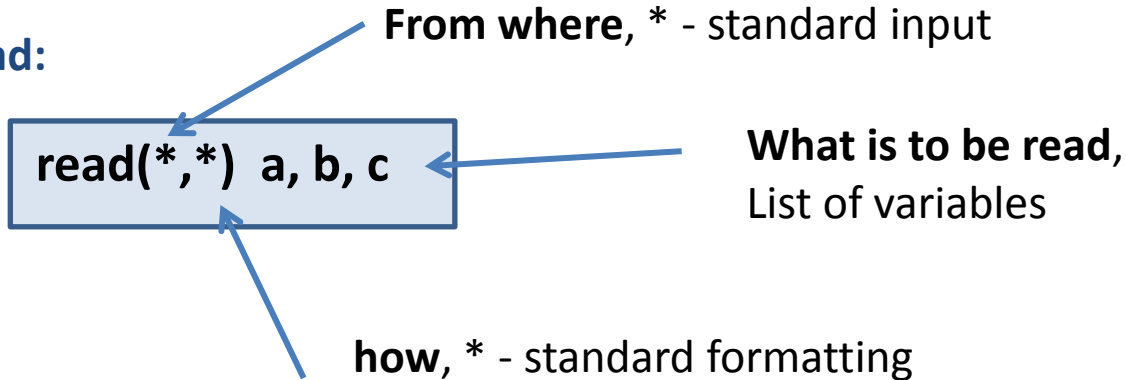 From where, * - standard input
nd:
read(*,*) a, b, c
What is to be read,
List of variables
how, * - standard formatting